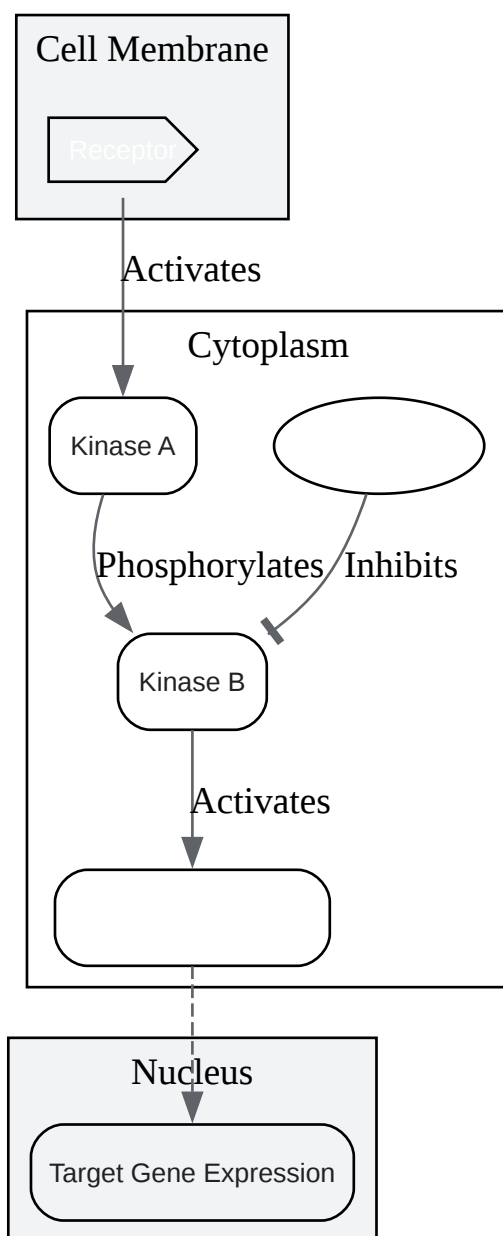 Cell Membrane
Receptor
Activates
Cytoplasm
Kinase A
Phosphorylates
Inhibits
Kinase B
Activates
Nucleus
Target Gene Expression